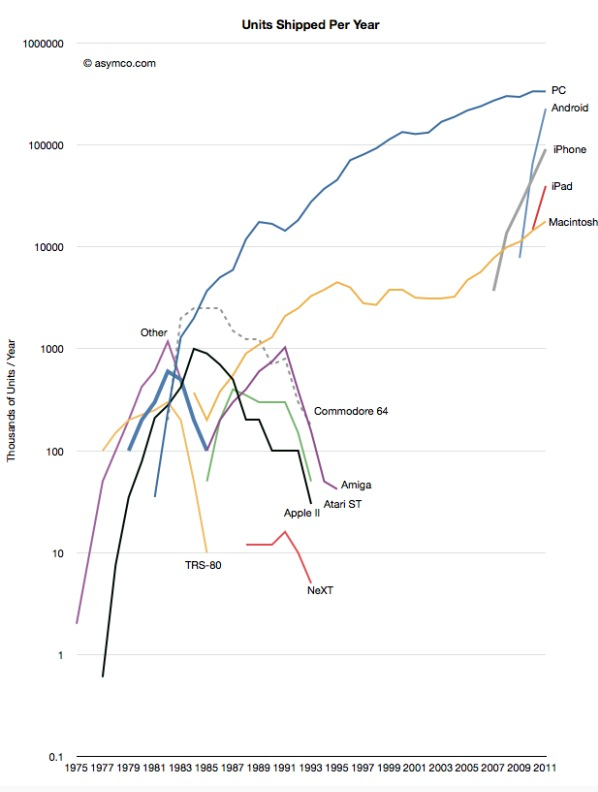 Units Shipped Per Year
1000000
© asymco.com
PC
Android
100000
iPhone
iPad
Macintosh
10000
Other
1000
Thousands of Units / Year
Commodore 64
100
Amiga
Atari ST
Apple II
10
TRS-80
NeXT
1
0.1
1975 1977 1979 1981 1983 1985 1987 1989 1991 1993 1995 1997 1999 2001 2003 2005 2007 2009 2011